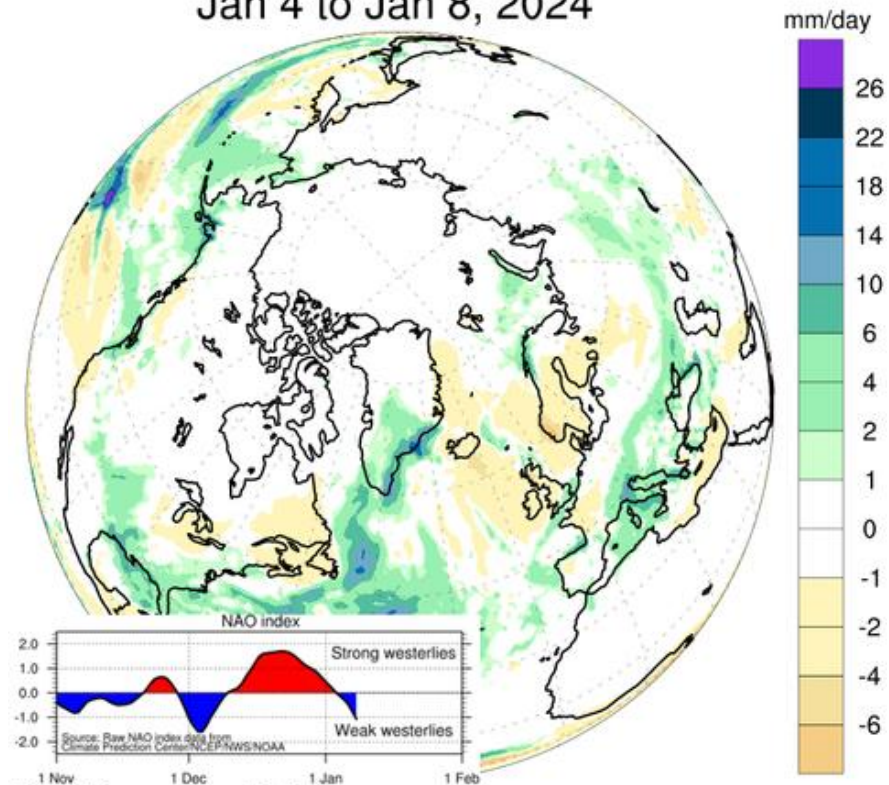 Jan 4 to Jan 8, 2024
mm/day
26
22
18
14
10
6
4
2
1
0
-1
-2
-4
-6
NAO index
2.0
1.0
0.0
-1.0
-2.0
Strong westerlies
Weak westerlies
Source: Raw NAO index data from
Climate Prediction Center/NCEP/NWS/NOAA
1 Nov
1 Dec
1 Jan
1 Feb